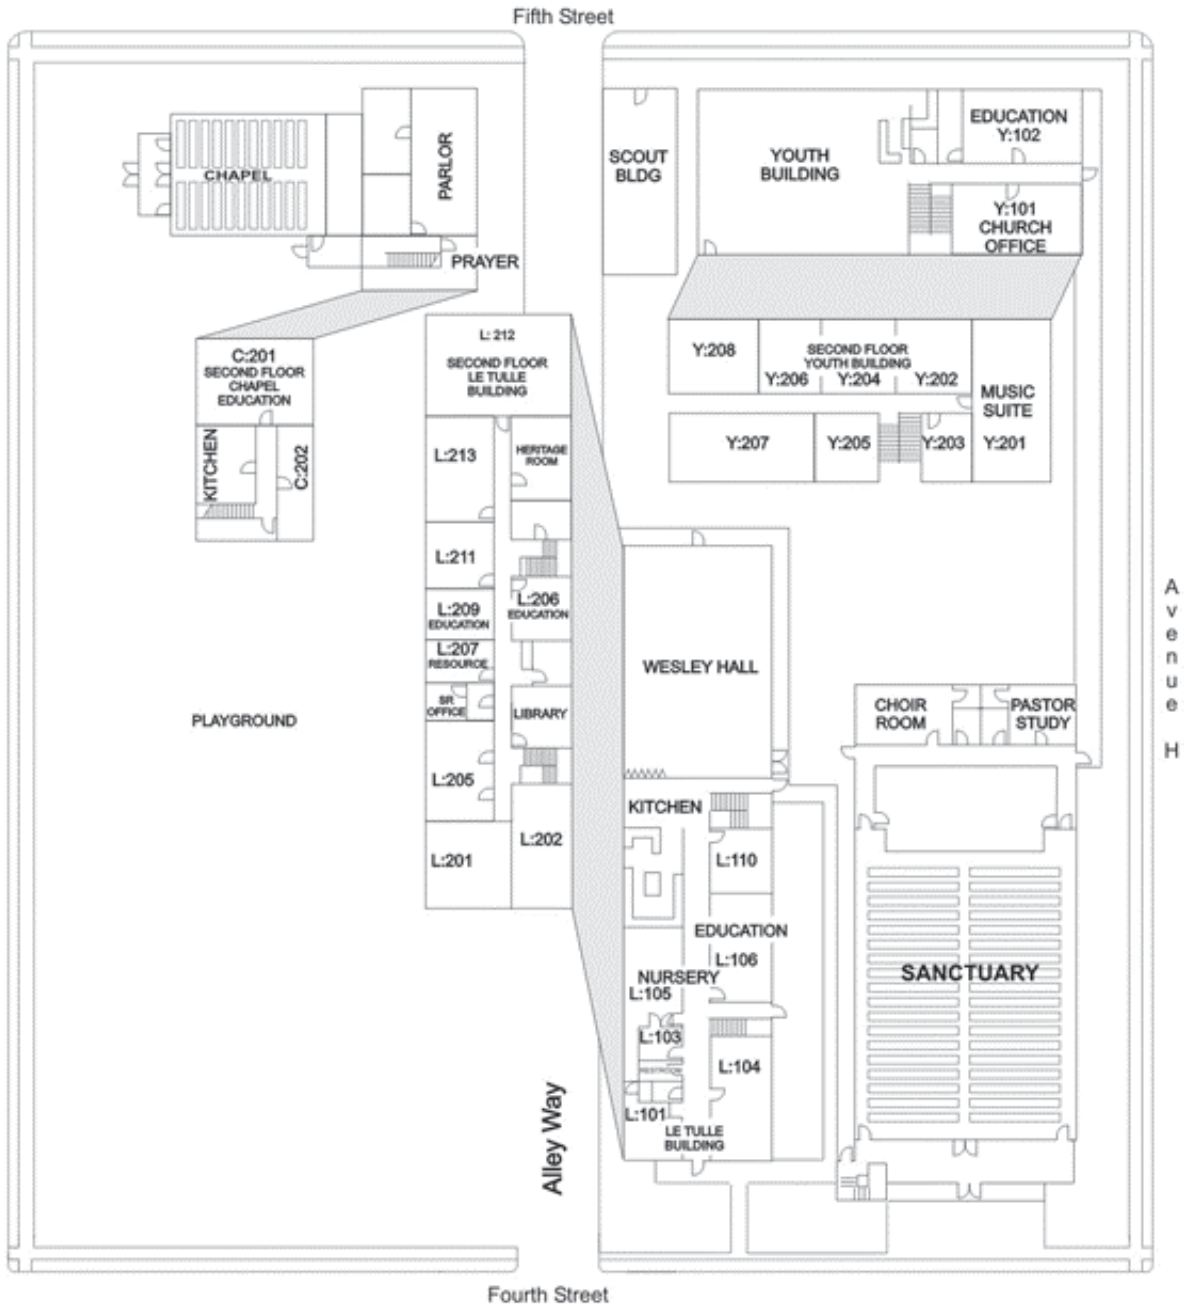 Fifth Street
CHAPEL
PARLOR
PRAYER
SCOUT
BLDG
YOUTH
BUILDING
EDUCATION
Y:102
Y:101
CHURCH
OFFICE
C:201
SECOND FLOOR
CHAPEL
EDUCATION
KITCHEN
C:202
L: 212
SECOND FLOOR
LE TULLE
BUILDING
L:213
HERITAGE
ROOM
L:211
L:209
EDUCATION
L:206
EDUCATION
L:207
RESOURCE
SR.
OFFICE
LIBRARY
L:205
L:202
L:201
Y:208
SECOND FLOOR
YOUTH BUILDING
Y:206
Y:204
Y:202
MUSIC
SUITE
Y:207
Y:205
Y:203
Y:201
PLAYGROUND
WESLEY HALL
CHOIR
ROOM
PASTOR
STUDY
Avenue H
KITCHEN
L:110
EDUCATION
L:106
NURSERY
L:105
L:103
RESTROOM
L:104
L:101
LE TULLE
BUILDING
SANCTUARY
Alley Way
Fourth Street